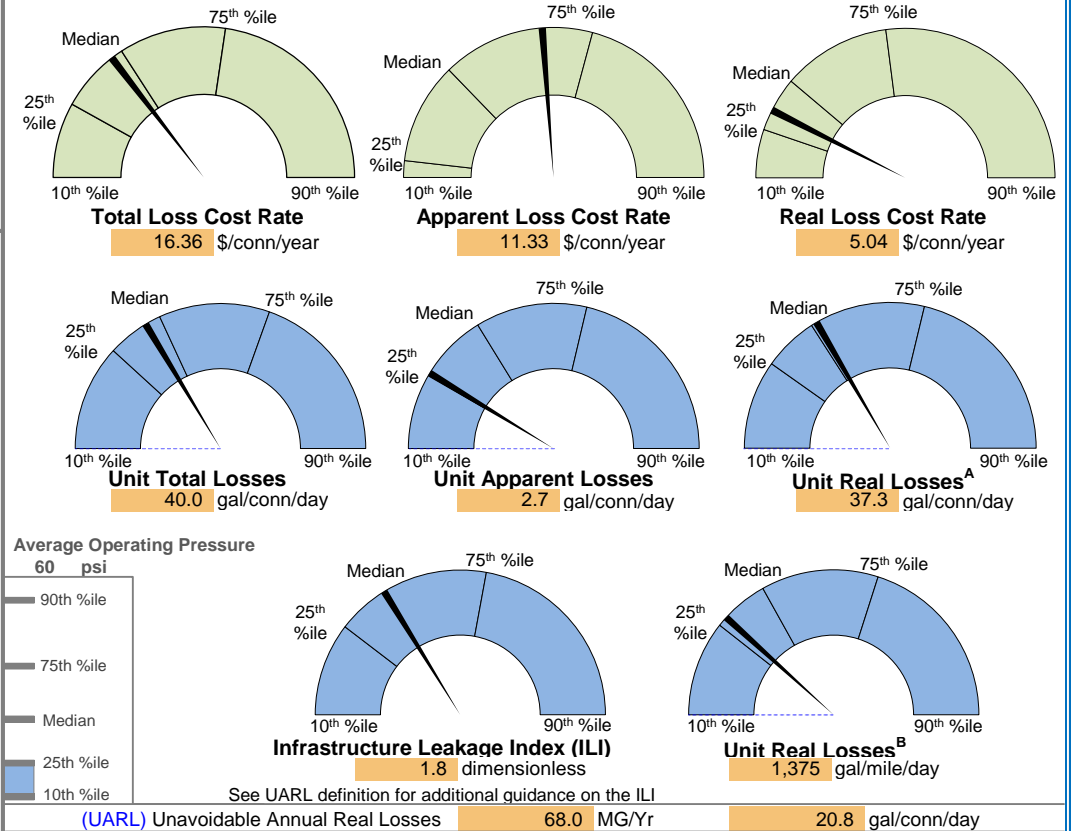 75th %ile
Median
25th
%ile
10th %ile
90th %ile
Total Loss Cost Rate
16.36 $/conn/year
75th %ile
Median
25th
%ile
10th %ile
90th %ile
Apparent Loss Cost Rate
11.33 $/conn/year
75th %ile
Median
25th
%ile
10th %ile
90th %ile
Real Loss Cost Rate
5.04 $/conn/year
Median
75th %ile
25th
%ile
10th %ile
90th %ile
Unit Total Losses
40.0 gal/conn/day
75th %ile
Median
25th
%ile
10th %ile
90th %ile
Unit Apparent Losses
2.7 gal/conn/day
75th %ile
Median
25th
%ile
10th %ile
90th %ile
Unit Real Losses^A
37.3 gal/conn/day
Average Operating Pressure
60 psi
90th %ile
75th %ile
Median
25th %ile
10th %ile
75th %ile
Median
25th
%ile
10th %ile
90th %ile
Infrastructure Leakage Index (ILI)
1.8 dimensionless
See UARL definition for additional guidance on the ILI
75th %ile
Median
25th
%ile
10th %ile
90th %ile
Unit Real Losses^B
1,375 gal/mile/day
(UARL) Unavoidable Annual Real Losses 68.0 MG/Yr 20.8 gal/conn/day